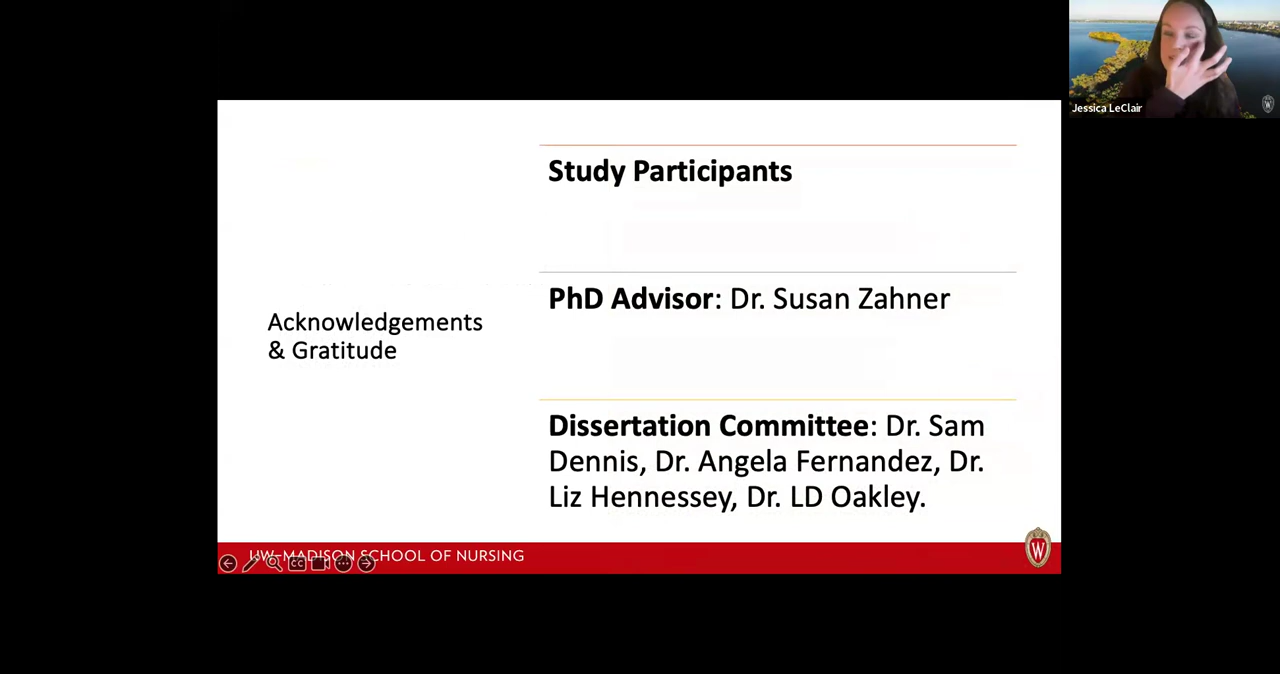 Jessica LeClair
Acknowledgements
& Gratitude
Study Participants
PhD Advisor: Dr. Susan Zahner
Dissertation Committee: Dr. Sam
Dennis, Dr. Angela Fernandez, Dr.
Liz Hennessey, Dr. LD Oakley.
UW–MADISON SCHOOL OF NURSING
CC
W